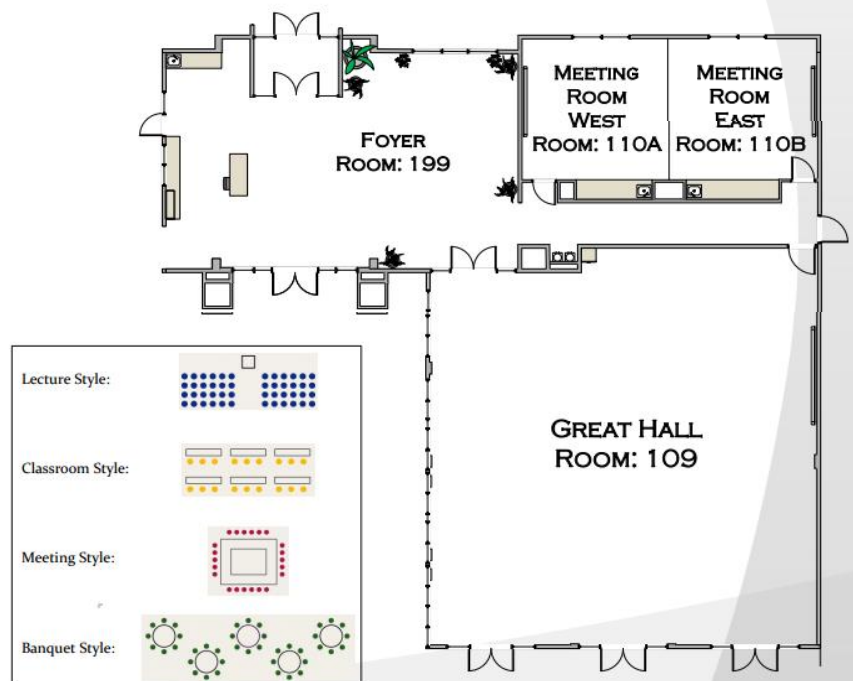 MEETING
ROOM
WEST
ROOM: 110A
MEETING
ROOM
EAST
ROOM: 110B
FOYER
ROOM: 199
GREAT HALL
ROOM: 109
Lecture Style:
Classroom Style:
Meeting Style:
Banquet Style: